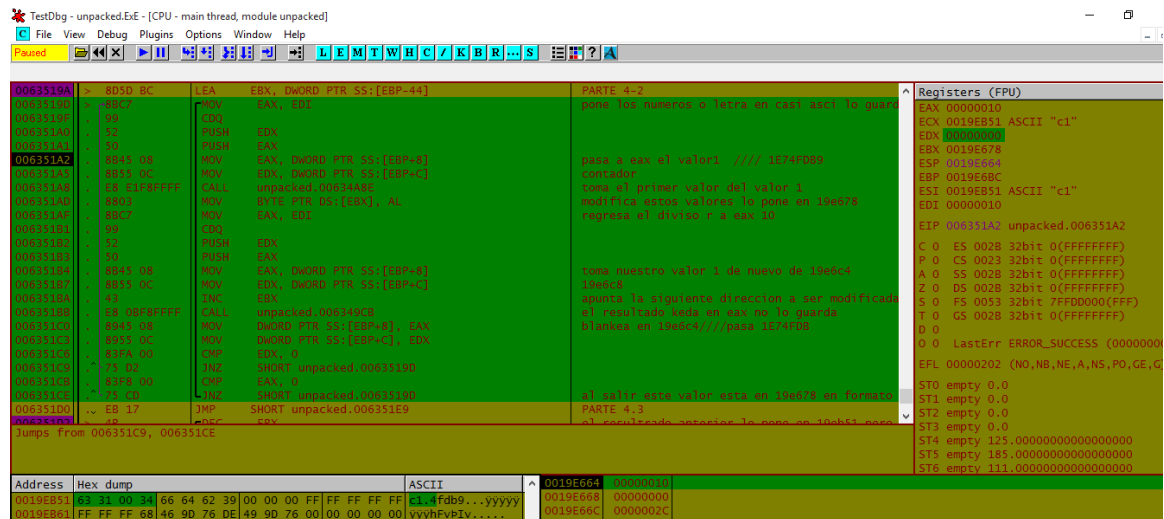 TestDbg - unpacked.ExE - [CPU - main thread, module unpacked]
C File View Debug Plugins Options Window Help
Paused L E M T W H C / K B R ... S ? A
0063519A > 8D5D BC LEA EBX, DWORD PTR SS:[EBP-44] PARTE 4-2
0063519D > 8BC7 MOV EAX, EDI pone los numeros o letra en casi asci lo guard
0063519F . 99 CDQ
006351A0 . 52 PUSH EDX
006351A1 . 50 PUSH EAX
006351A2 . 8B45 08 MOV EAX, DWORD PTR SS:[EBP+8] pasa a eax el valor1 //// 1E74FDB9
006351A5 . 8B55 0C MOV EDX, DWORD PTR SS:[EBP+C] contador
006351A8 . E8 E1F8FFFF CALL unpacked.00634A8E toma el primer valor del valor 1
006351AD . 8803 MOV BYTE PTR DS:[EBX], AL modifica estos valores lo pone en 19e678
006351AF . 8BC7 MOV EAX, EDI regresa el diviso r a eax 10
006351B1 . 99 CDQ
006351B2 . 52 PUSH EDX
006351B3 . 50 PUSH EAX
006351B4 . 8B45 08 MOV EAX, DWORD PTR SS:[EBP+8] toma nuestro valor 1 de nuevo de 19e6c4
006351B7 . 8B55 0C MOV EDX, DWORD PTR SS:[EBP+C] 19e6c8
006351BA . 43 INC EBX apunta la siguiente direccion a ser modificada
006351BB . E8 0BF8FFFF CALL unpacked.006349CB el resultado keda en eax no lo guarda
006351C0 . 8945 08 MOV DWORD PTR SS:[EBP+8], EAX blankea en 19e6c4////pasa 1E74FDB
006351C3 . 8955 0C MOV DWORD PTR SS:[EBP+C], EDX
006351C6 . 83FA 00 CMP EDX, 0
006351C9 .^ 75 D2 JNZ SHORT unpacked.0063519D
006351CB . 83F8 00 CMP EAX, 0
006351CE .^ 75 CD JNZ SHORT unpacked.0063519D al salir este valor esta en 19e678 en formato
006351D0 .. EB 17 JMP SHORT unpacked.006351E9 PARTE 4.3
Jumps from 006351C9, 006351CE
Registers (FPU)
EAX 00000010
ECX 0019EB51 ASCII "c1"
EDX 00000000
EBX 0019E678
ESP 0019E664
EBP 0019E6BC
ESI 0019EB51 ASCII "c1"
EDI 00000010
EIP 006351A2 unpacked.006351A2
C 0 ES 002B 32bit 0(FFFFFFFF)
P 0 CS 0023 32bit 0(FFFFFFFF)
A 0 SS 002B 32bit 0(FFFFFFFF)
Z 0 DS 002B 32bit 0(FFFFFFFF)
S 0 FS 0053 32bit 7FFDD000(FFF)
T 0 GS 002B 32bit 0(FFFFFFFF)
D 0
O 0 LastErr ERROR_SUCCESS (00000000
EFL 00000202 (NO,NB,NE,A,NS,PO,GE,G)
ST0 empty 0.0
ST1 empty 0.0
ST2 empty 0.0
ST3 empty 0.0
ST4 empty 125.00000000000000000
ST5 empty 185.00000000000000000
ST6 empty 111.00000000000000000
Address Hex dump ASCII
0019EB51 63 31 00 34 66 64 62 39 00 00 00 FF FF FF FF FF c1.4fdb9...ÿÿÿÿÿ
0019EB61 FF FF FF 68 46 9D 76 DE 49 9D 76 00 00 00 00 00
0019E664 00000010
0019E668 00000000
0019E66C 0000002C